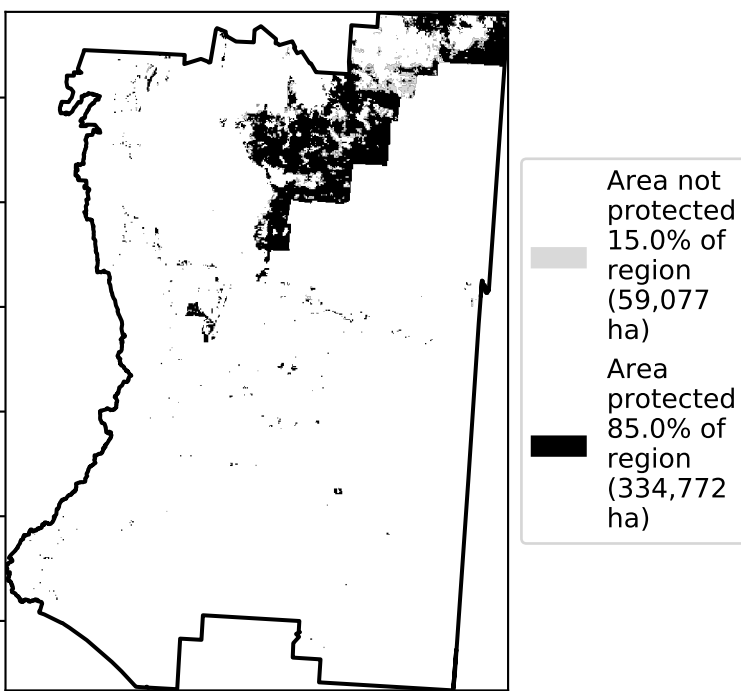 Area not
protected
15.0% of
region
(59,077
ha)
Area
protected
85.0% of
region
(334,772
ha)